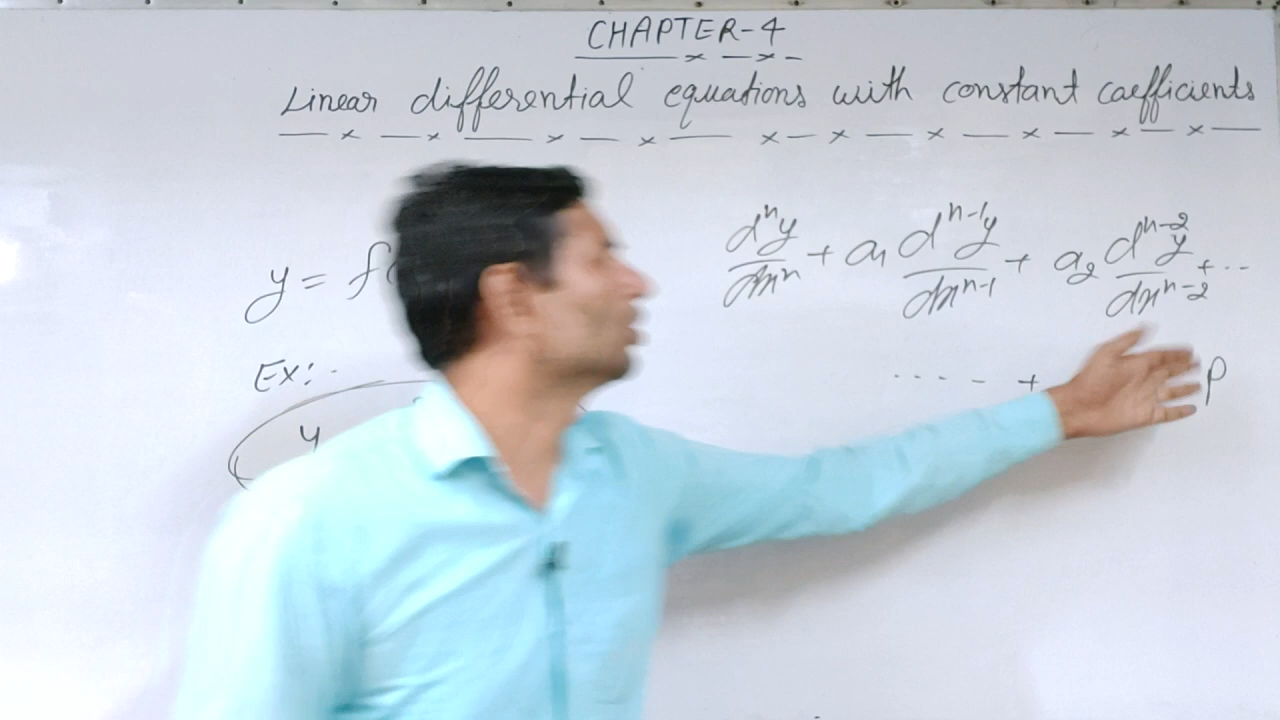 CHAPTER-4
Linear differential equations with constant caefficients
y = f
dⁿy/dxⁿ + a₁ dⁿ⁻¹y/dxⁿ⁻¹ + a₂ dⁿ⁻²y/dxⁿ⁻² + ..
Ex:-
..... + P
y